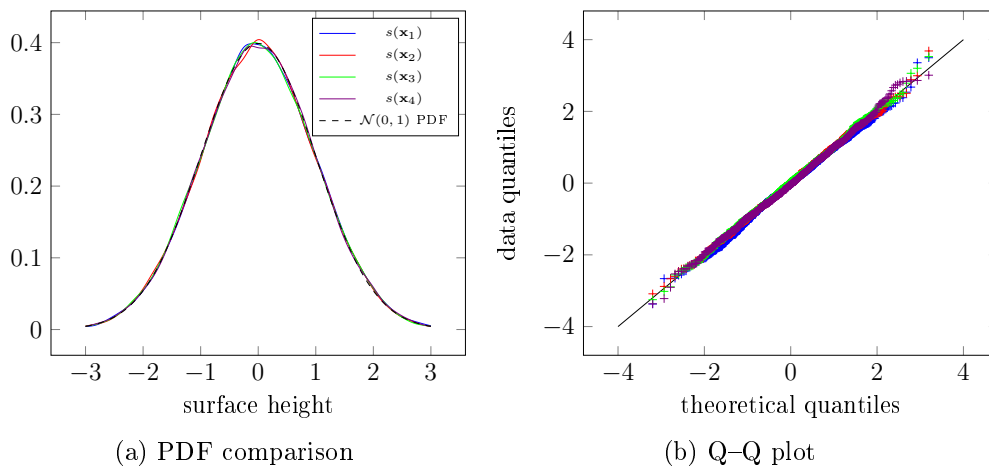 0.4
0.3
0.2
0.1
0
−3
−2
−1
0
1
2
3
surface height
s(x₁)
s(x₂)
s(x₃)
s(x₄)
𝒩(0, 1) PDF
(a) PDF comparison
4
2
0
−2
−4
data quantiles
−4
−2
0
2
4
theoretical quantiles
(b) Q–Q plot